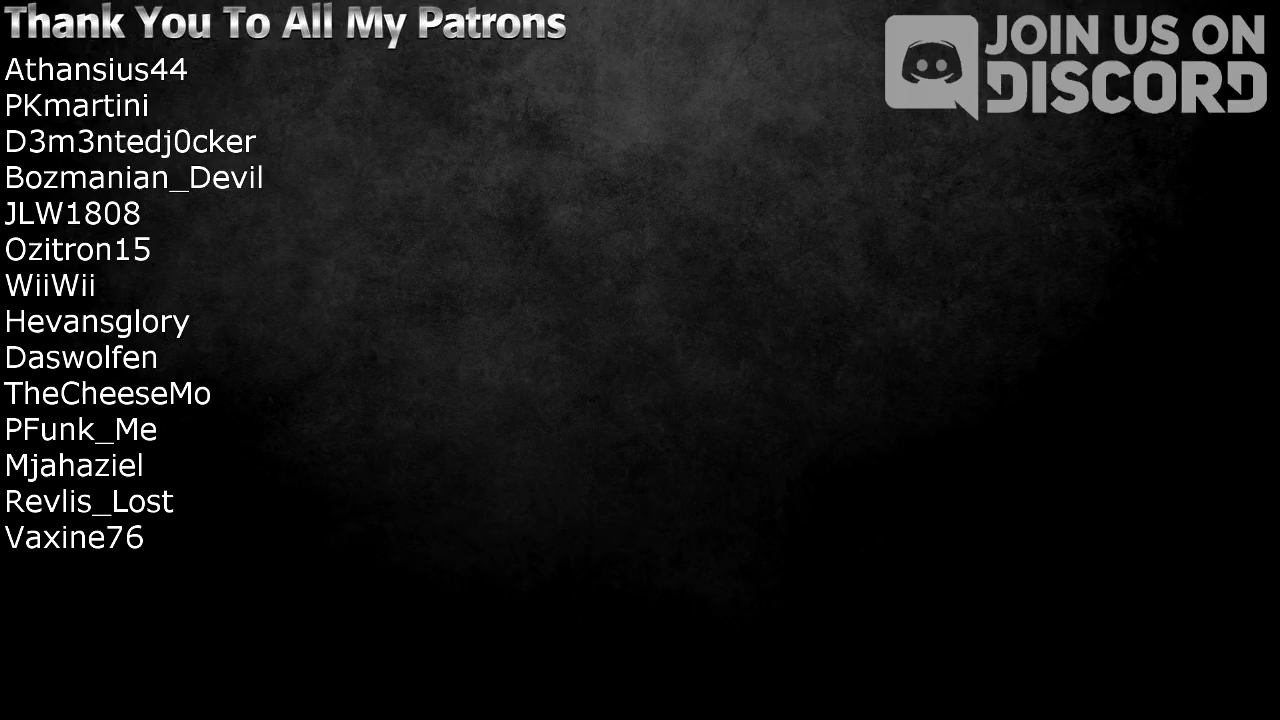 Thank You To All My Patrons
JOIN US ON
DISCORD
Athansius44
PKmartini
D3m3ntedj0cker
Bozmanian_Devil
JLW1808
Ozitron15
WiiWii
Hevansglory
Daswolfen
TheCheeseMo
PFunk_Me
Mjahaziel
Revlis_Lost
Vaxine76